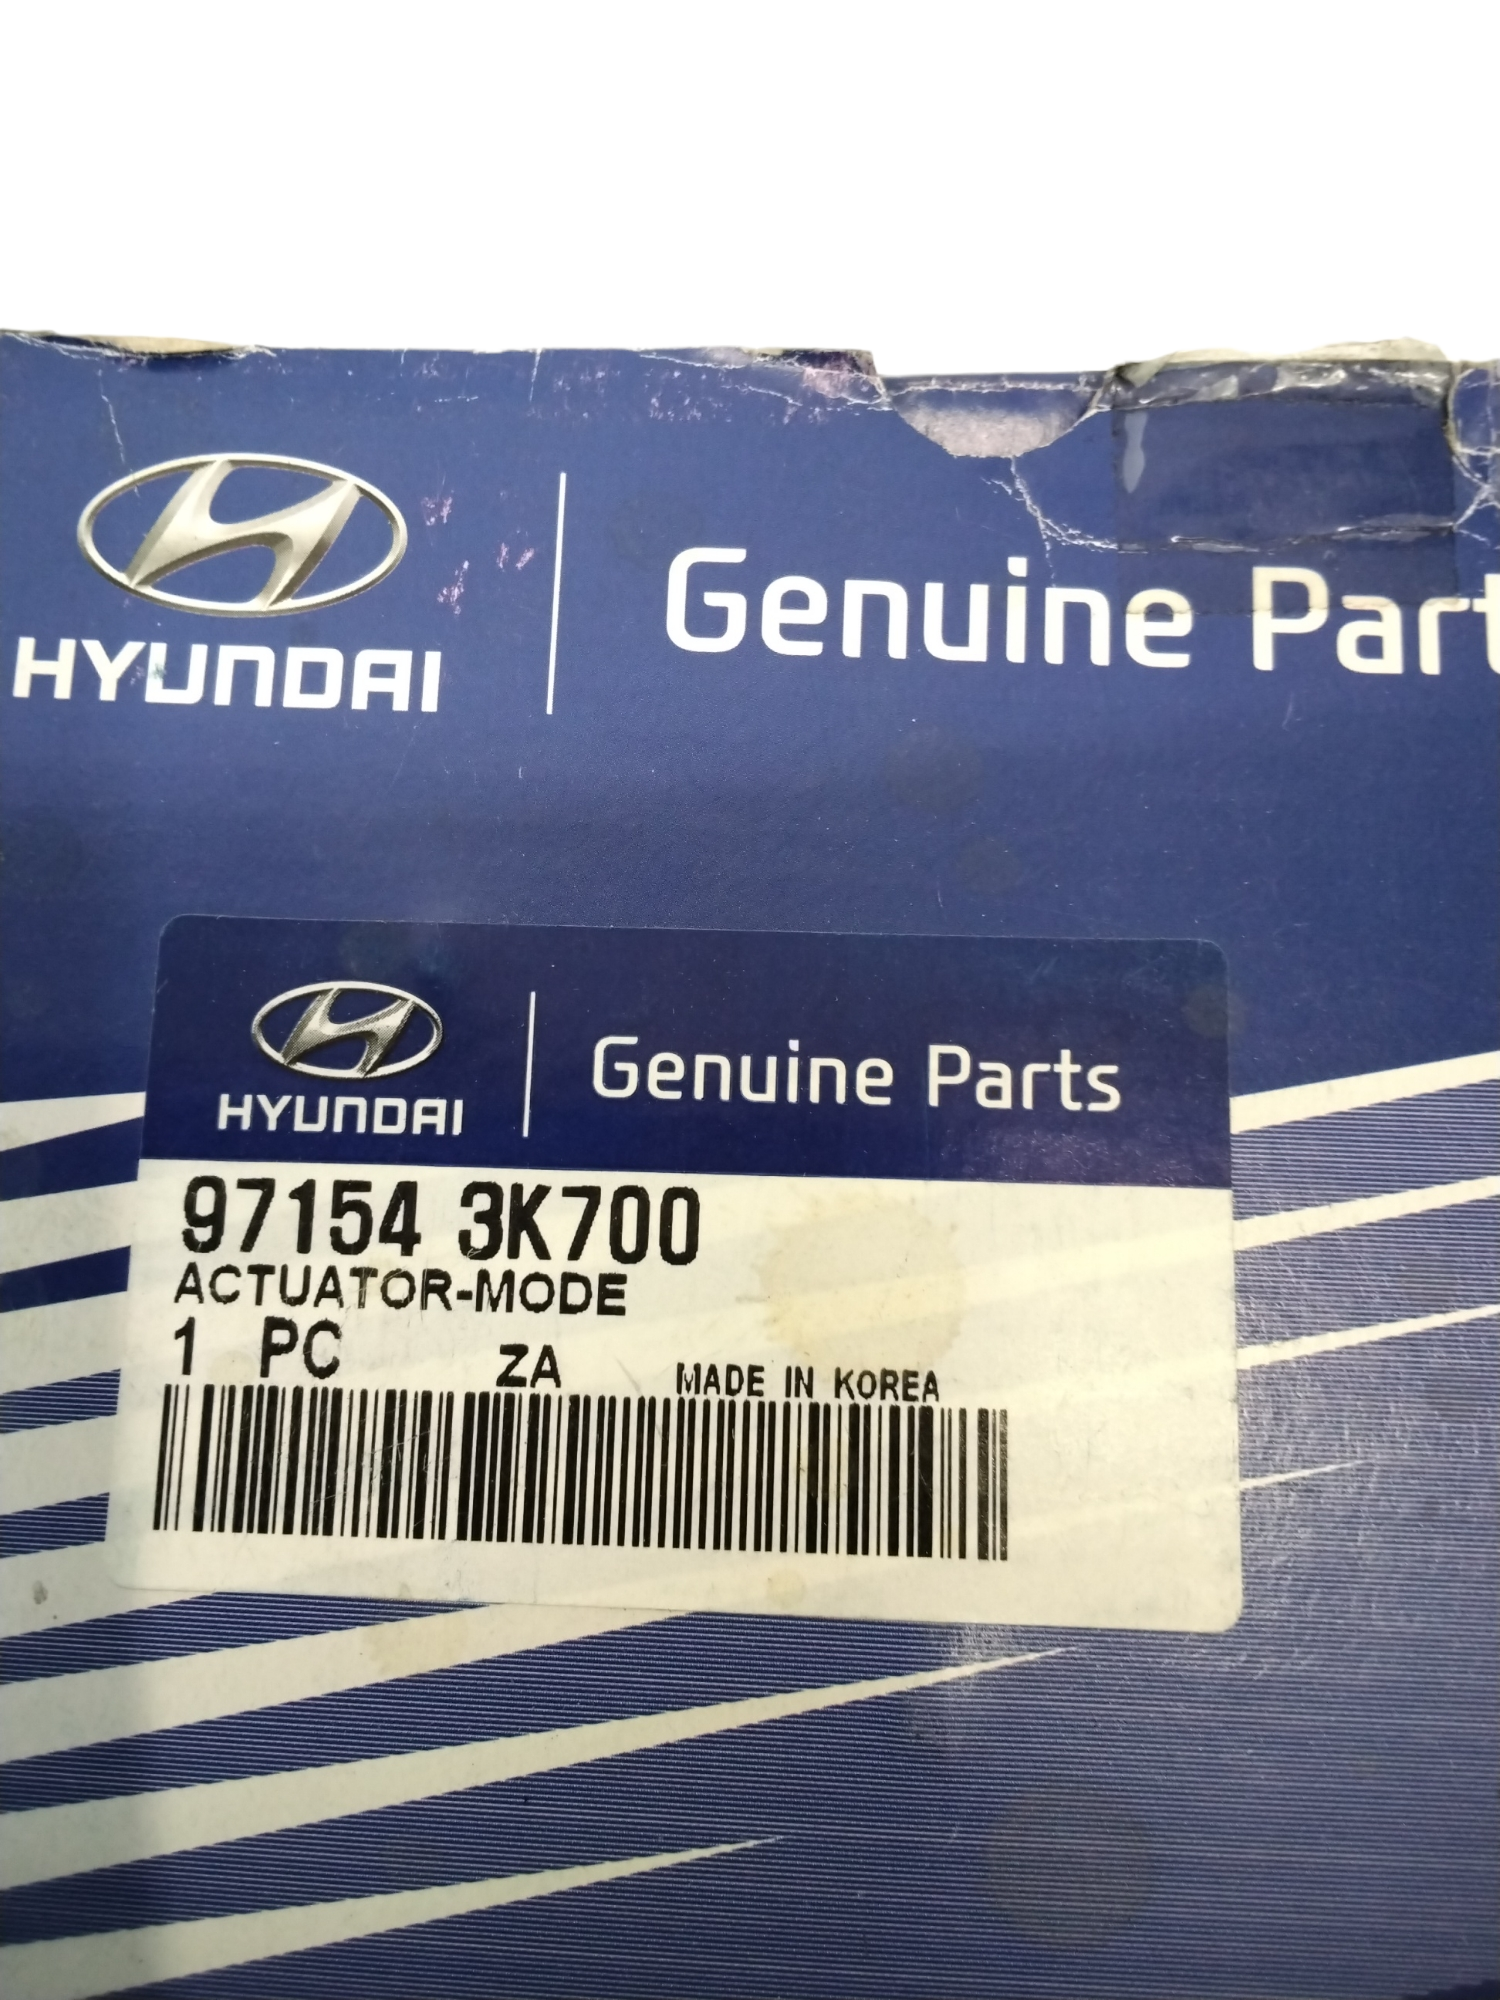 HYUNDAI
Genuine Part
HYUNDAI
Genuine Parts
97154 3K700
ACTUATOR-MODE
1 PC ZA MADE IN KOREA